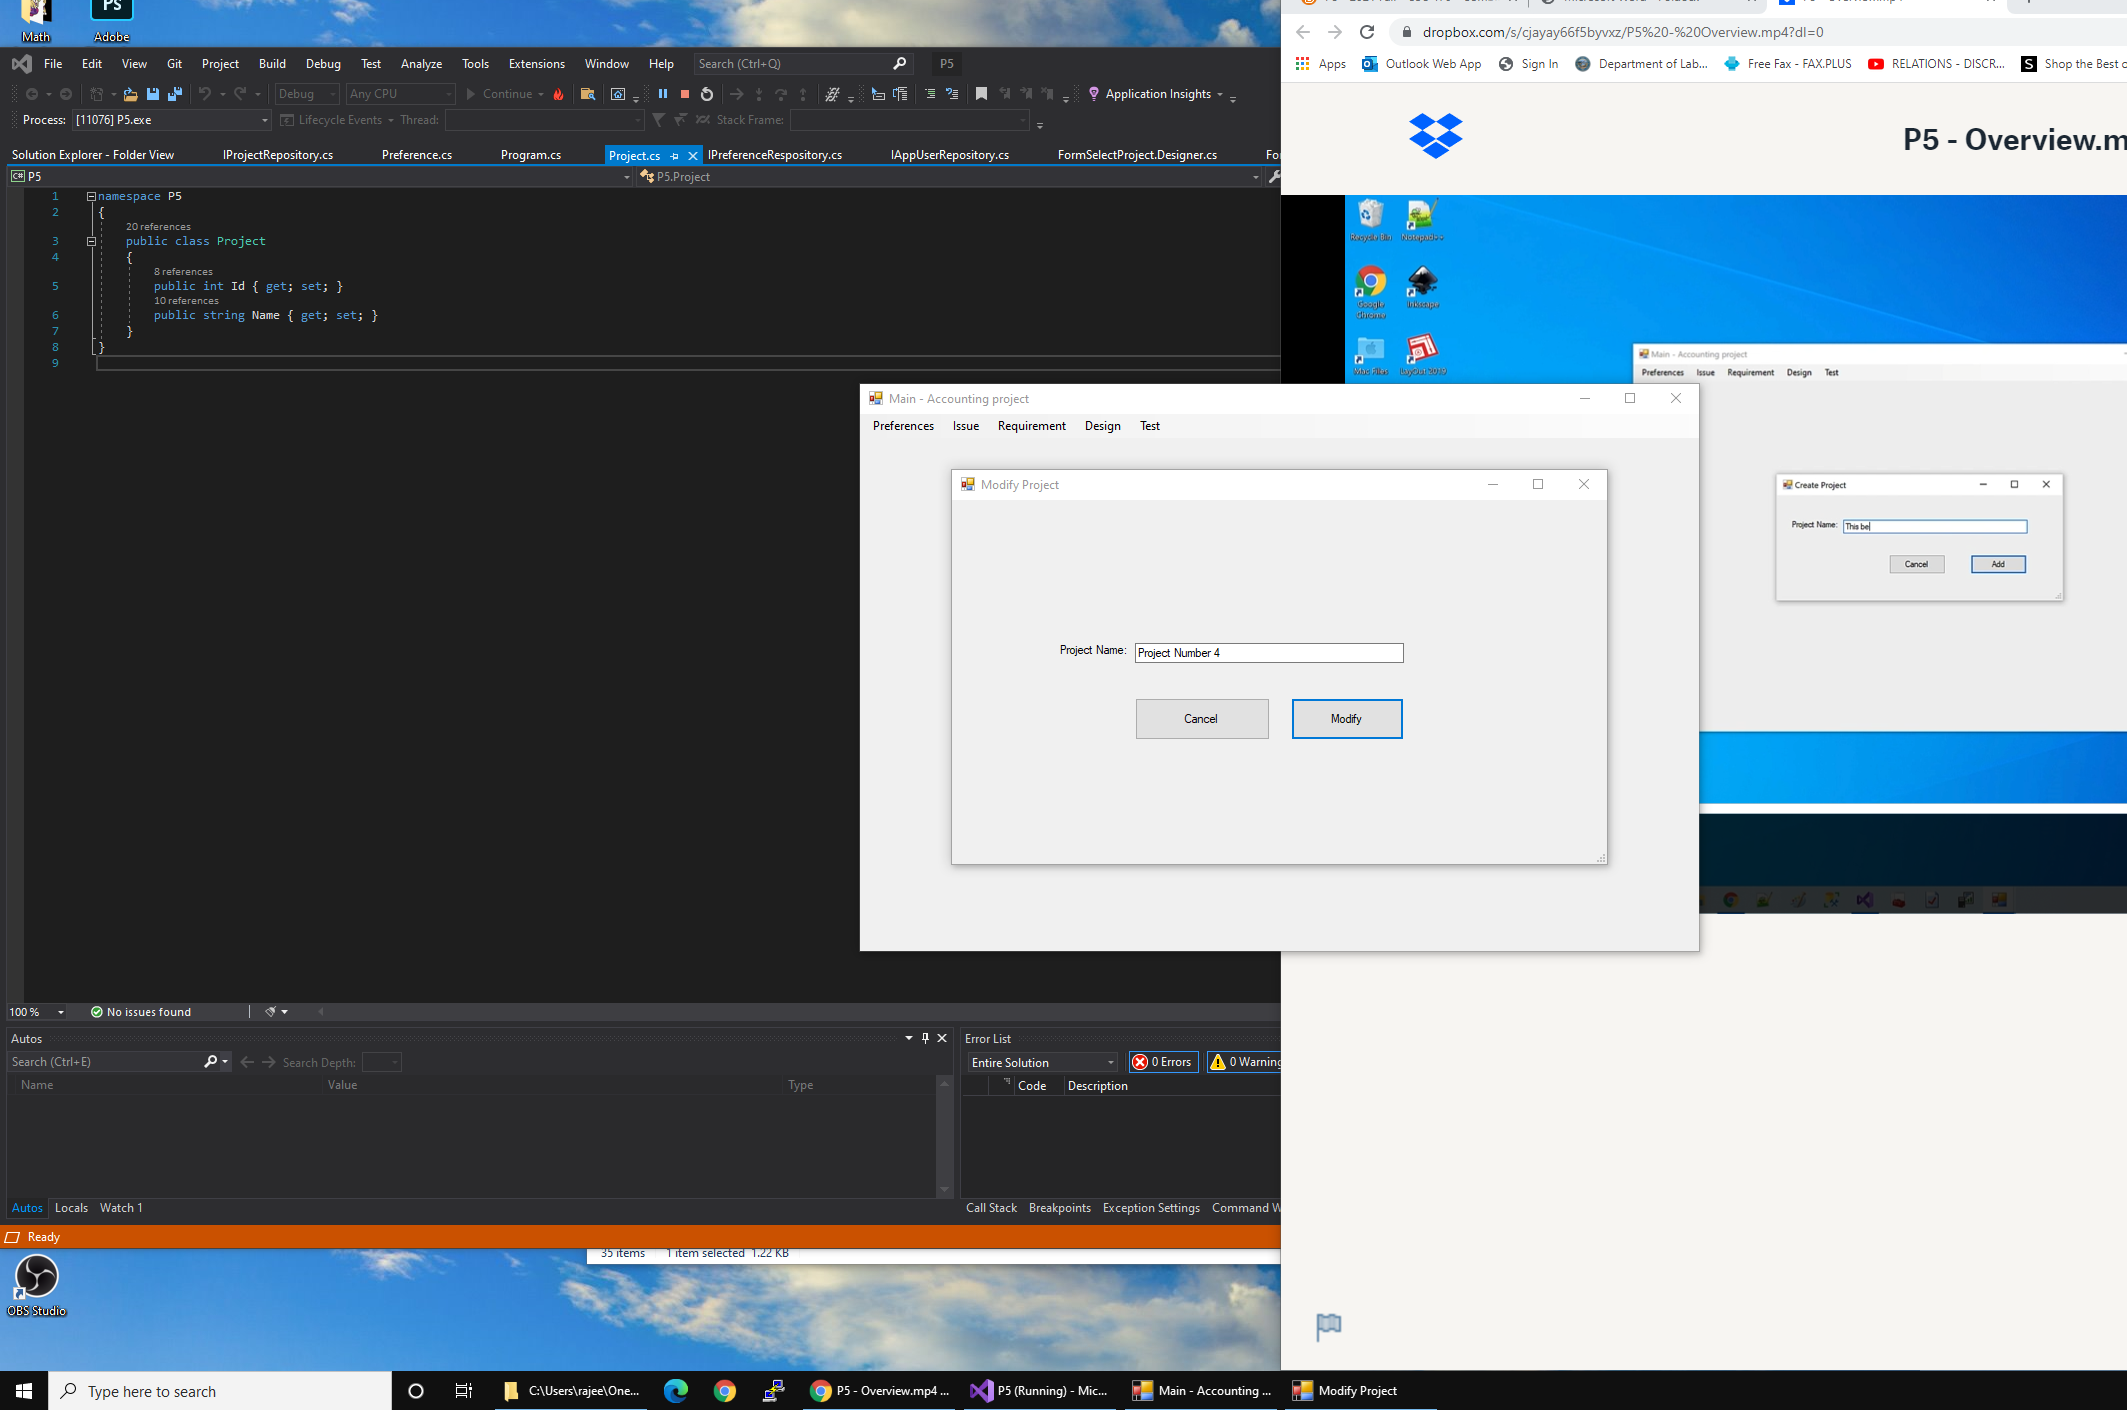 Math
Ps
Adobe
File Edit View Git Project Build Debug Test Analyze Tools Extensions Window Help Search (Ctrl+Q) P5
Debug Any CPU Continue Application Insights
Process: [11076] P5.exe Lifecycle Events Thread: Stack Frame:
Solution Explorer - Folder View IProjectRepository.cs Preference.cs Program.cs Project.cs IPreferenceRespository.cs IAppUserRepository.cs FormSelectProject.Designer.cs
C# P5 P5.Project
1 namespace P5
2 {
20 references
3 public class Project
4 {
8 references
5 public int Id { get; set; }
10 references
6 public string Name { get; set; }
7 }
8 }
9
100 % No issues found
Autos
Search (Ctrl+E) Search Depth:
Name Value Type
Autos Locals Watch 1
Error List
Entire Solution 0 Errors 0 Warning
Code Description
Call Stack Breakpoints Exception Settings Command W
Ready
35 items 1 item selected 1.22 KB
OBS Studio
dropbox.com/s/cjayay66f5byvxz/P5%20-%20Overview.mp4?dl=0
Apps Outlook Web App Sign In Department of Lab... Free Fax - FAX.PLUS RELATIONS - DISCR... S Shop the Best o
P5 - Overview.m
Recycle Bin Notepad++
Google Chrome Inkscape
Mac Files LayOut 2019
Main - Accounting project
Preferences Issue Requirement Design Test
Create Project
Project Name: This be
Cancel Add
Main - Accounting project
Preferences Issue Requirement Design Test
Modify Project
Project Name: Project Number 4
Cancel Modify
Type here to search C:\Users\rajee\One... P5 - Overview.mp4 ... P5 (Running) - Mic... Main - Accounting ... Modify Project